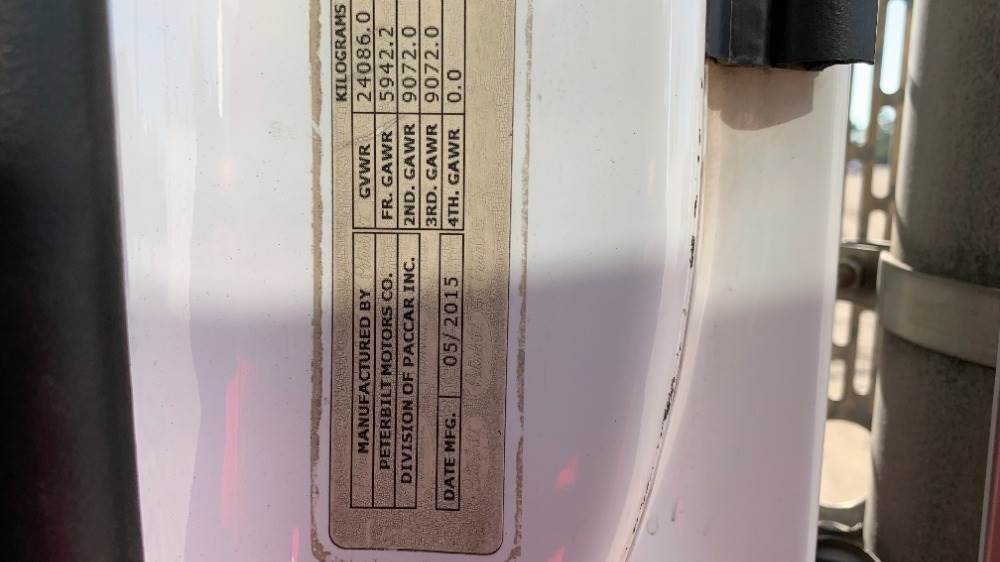 KILOGRAMS
MANUFACTURED BY GVWR 24086.0
PETERBILT MOTORS CO. FR. GAWR 5942.2
DIVISION OF PACCAR INC. 2ND. GAWR 9072.0
3RD. GAWR 9072.0
DATE MFG. 05/2015 4TH. GAWR 0.0